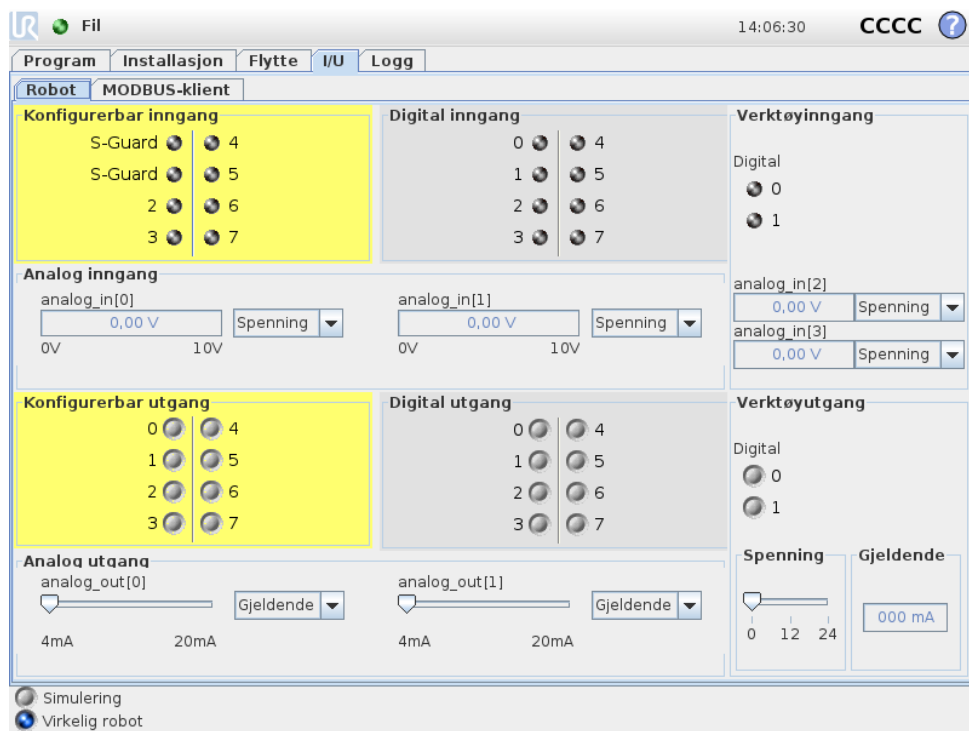 UR Fil 14:06:30 CCCC ?
Program Installasjon Flytte I/U Logg
Robot MODBUS-klient
Konfigurerbar inngang
S-Guard 4
S-Guard 5
2 6
3 7
Digital inngang
0 4
1 5
2 6
3 7
Verktøyinngang
Digital
0
1
analog_in[2]
0,00 V Spenning
analog_in[3]
0,00 V Spenning
Analog inngang
analog_in[0]
0,00 V Spenning
0V 10V
analog_in[1]
0,00 V Spenning
0V 10V
Konfigurerbar utgang
0 4
1 5
2 6
3 7
Digital utgang
0 4
1 5
2 6
3 7
Verktøyutgang
Digital
0
1
Spenning
0 12 24
Gjeldende
000 mA
Analog utgang
analog_out[0]
Gjeldende
4mA 20mA
analog_out[1]
Gjeldende
4mA 20mA
Simulering
Virkelig robot